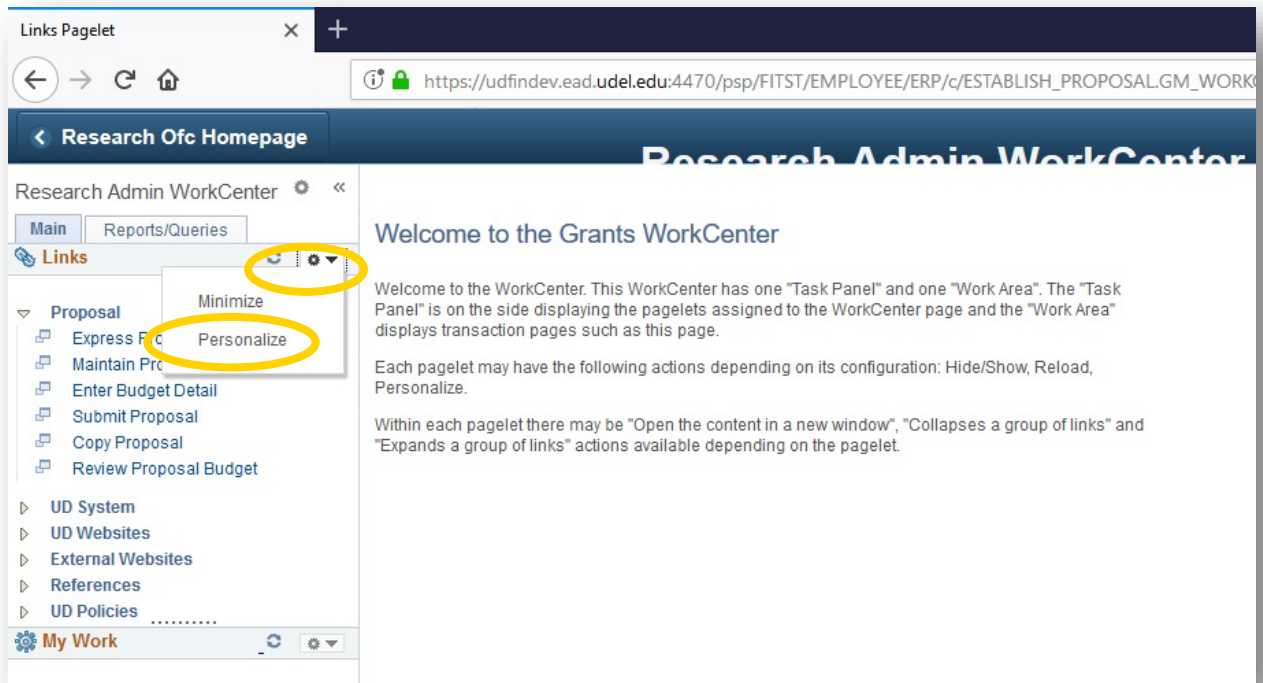 Links Pagelet
https://udfindev.ead.udel.edu:4470/psp/FITST/EMPLOYEE/ERP/c/ESTABLISH_PROPOSAL.GM_WORK
Research Ofc Homepage
Research Admin WorkCenter
Research Admin WorkCenter
Main Reports/Queries
Links
Minimize
Personalize
Proposal
Express
Maintain
Enter Budget Detail
Submit Proposal
Copy Proposal
Review Proposal Budget
UD System
UD Websites
External Websites
References
UD Policies
My Work
Welcome to the Grants WorkCenter
Welcome to the WorkCenter. This WorkCenter has one "Task Panel" and one "Work Area". The "Task
Panel" is on the side displaying the pagelets assigned to the WorkCenter page and the "Work Area"
displays transaction pages such as this page.
Each pagelet may have the following actions depending on its configuration: Hide/Show, Reload,
Personalize.
Within each pagelet there may be "Open the content in a new window", "Collapses a group of links" and
"Expands a group of links" actions available depending on the pagelet.